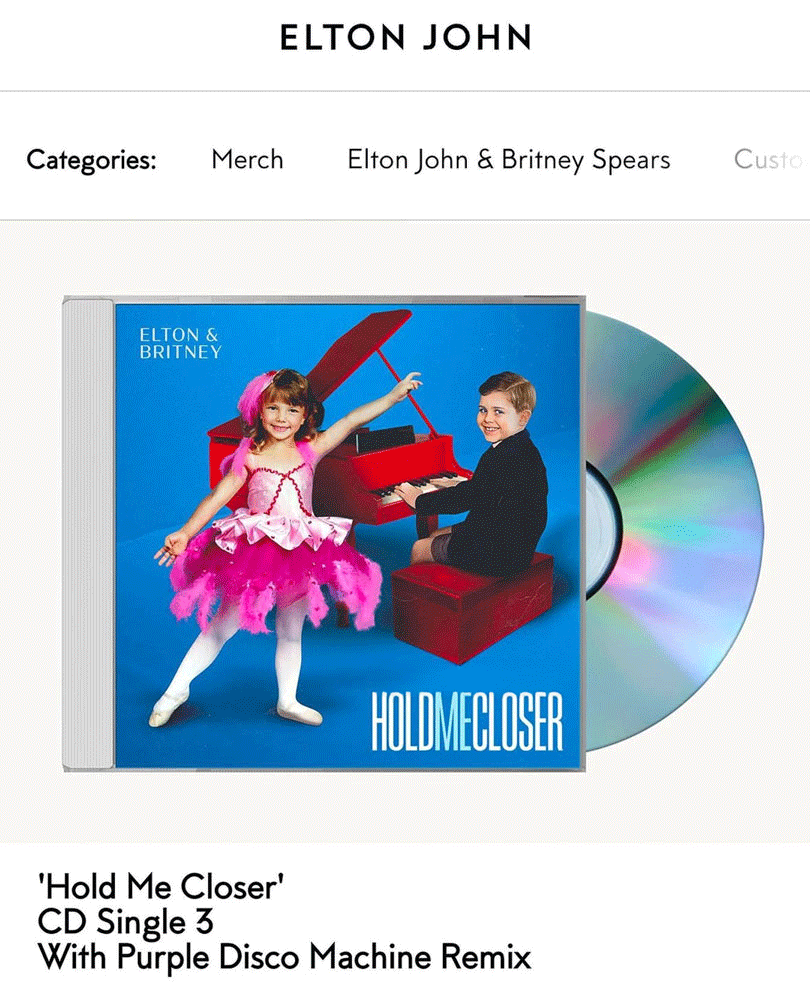 ELTON JOHN
Categories: Merch Elton John & Britney Spears Custo
ELTON &
BRITNEY
HOLDMECLOSER
'Hold Me Closer'
CD Single 3
With Purple Disco Machine Remix